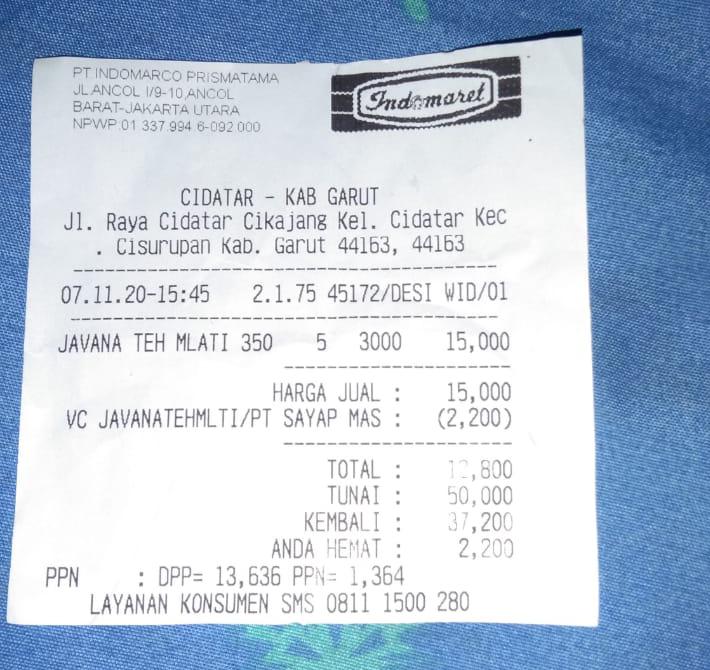 PT.INDOMARCO PRISMATAMA
JL.ANCOL I/9-10,ANCOL
BARAT-JAKARTA UTARA
NPWP:01.337.994.6-092.000
Indomaret
CIDATAR - KAB GARUT
Jl. Raya Cidatar Cikajang Kel. Cidatar Kec
. Cisurupan Kab. Garut 44163, 44163
07.11.20-15:45 2.1.75 45172/DESI WID/01
JAVANA TEH MLATI 350 5 3000 15,000
HARGA JUAL : 15,000
VC JAVANATEHMLTI/PT SAYAP MAS : (2,200)
TOTAL : 12,800
TUNAI : 50,000
KEMBALI : 37,200
ANDA HEMAT : 2,200
PPN : DPP= 13,636 PPN= 1,364
LAYANAN KONSUMEN SMS 0811 1500 280